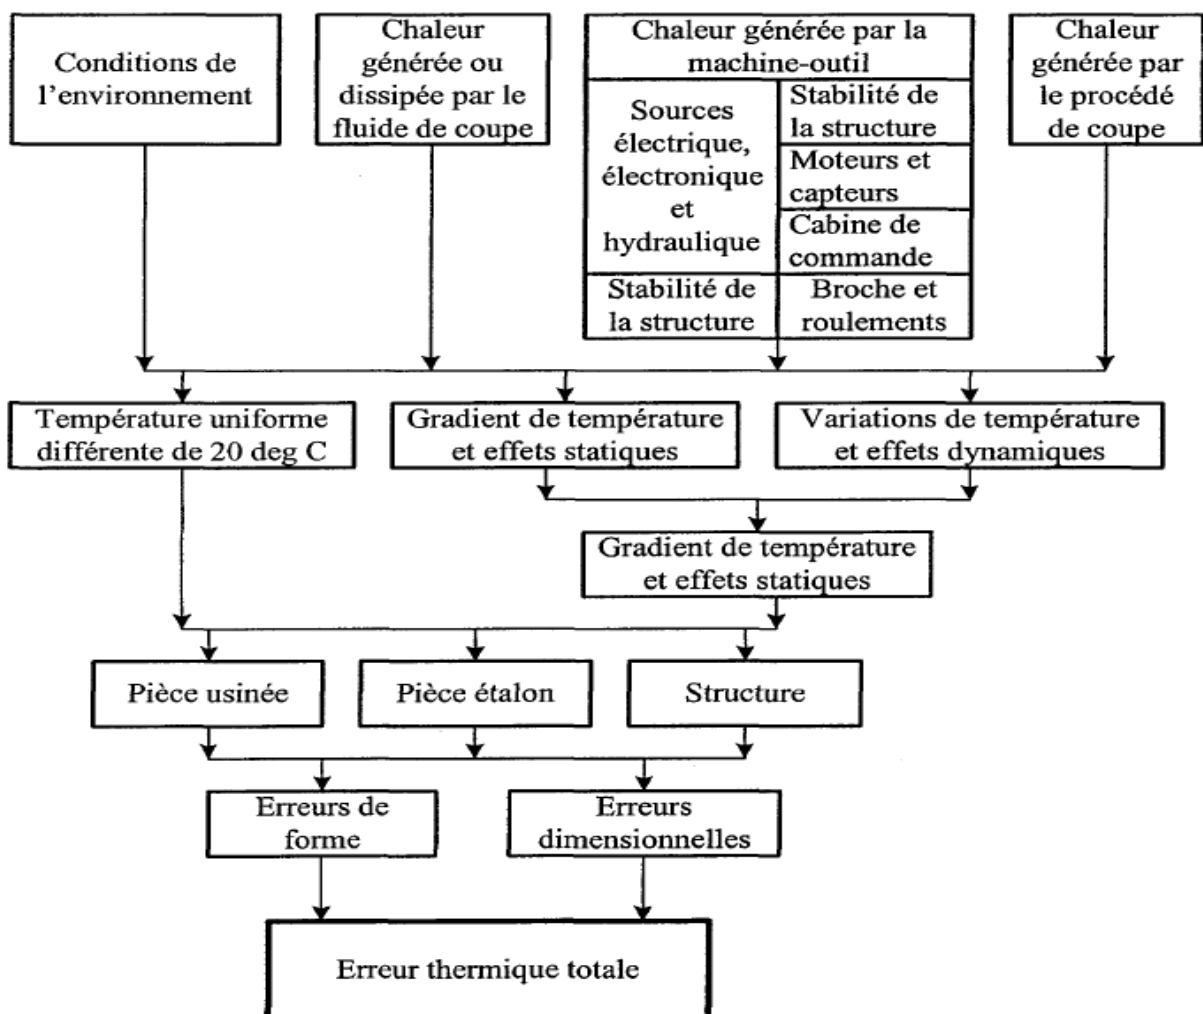 Conditions de
l'environnement
Chaleur
générée ou
dissipée par le
fluide de coupe
Chaleur générée par la
machine-outil
Sources
électrique,
électronique
et
hydraulique
Stabilité de
la structure
Moteurs et
capteurs
Cabine de
commande
Stabilité de
la structure
Broche et
roulements
Chaleur
générée par
le procédé
de coupe
Température uniforme
différente de 20 deg C
Gradient de température
et effets statiques
Variations de température
et effets dynamiques
Gradient de température
et effets statiques
Pièce usinée
Pièce étalon
Structure
Erreurs de
forme
Erreurs
dimensionnelles
Erreur thermique totale